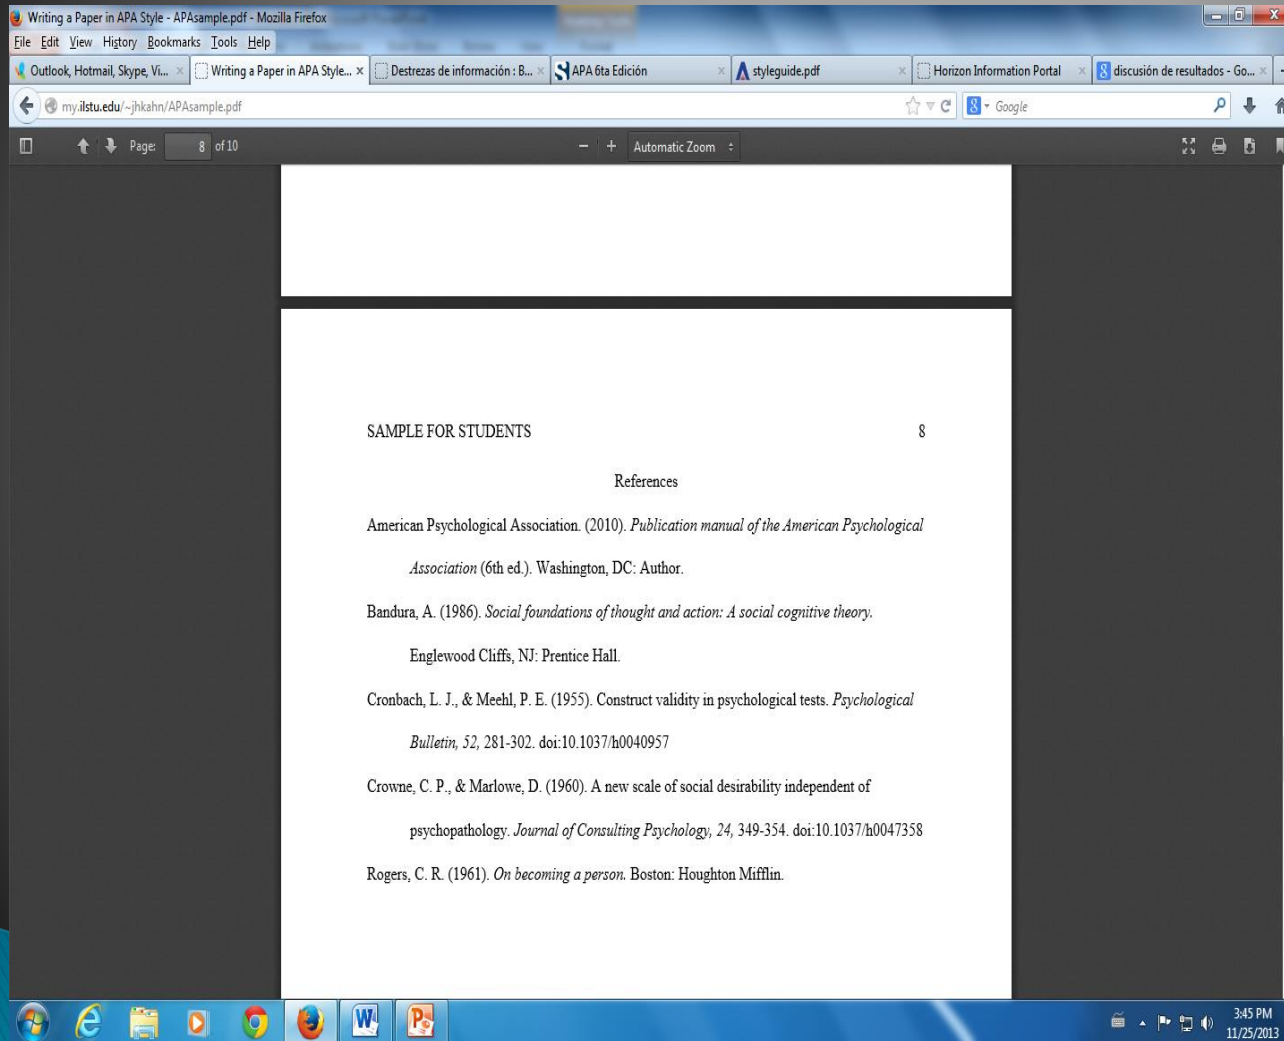 Writing a Paper in APA Style - APAsample.pdf - Mozilla Firefox
File Edit View History Bookmarks Tools Help
Outlook, Hotmail, Skype, Vi...
Writing a Paper in APA Style...
Destrezas de información : B...
APA 6ta Edición
styleguide.pdf
Horizon Information Portal
discusión de resultados - Go...
my.ilstu.edu/~jhkahn/APAsample.pdf
Google
Page: 8 of 10
Automatic Zoom
SAMPLE FOR STUDENTS 8
References
American Psychological Association. (2010). Publication manual of the American Psychological
Association (6th ed.). Washington, DC: Author.
Bandura, A. (1986). Social foundations of thought and action: A social cognitive theory.
Englewood Cliffs, NJ: Prentice Hall.
Cronbach, L. J., & Meehl, P. E. (1955). Construct validity in psychological tests. Psychological
Bulletin, 52, 281-302. doi:10.1037/h0040957
Crowne, C. P., & Marlowe, D. (1960). A new scale of social desirability independent of
psychopathology. Journal of Consulting Psychology, 24, 349-354. doi:10.1037/h0047358
Rogers, C. R. (1961). On becoming a person. Boston: Houghton Mifflin.
3:45 PM
11/25/2013